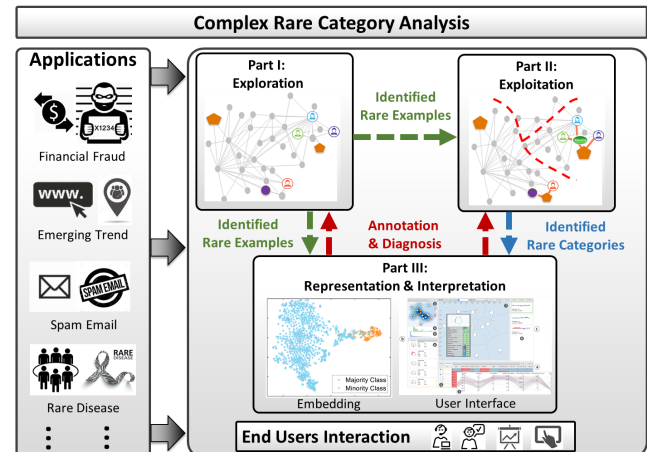 Complex Rare Category Analysis
Applications
X1234
Financial Fraud
www.
Emerging Trend
SPAM EMAIL
Spam Email
RARE
DISEASE
Rare Disease
Part I:
Exploration
Identified
Rare Examples
Part II:
Exploitation
Identified
Rare Examples
Annotation
& Diagnosis
Identified
Rare Categories
Part III:
Representation & Interpretation
Majority Class
Minority Class
Embedding
User Interface
End Users Interaction